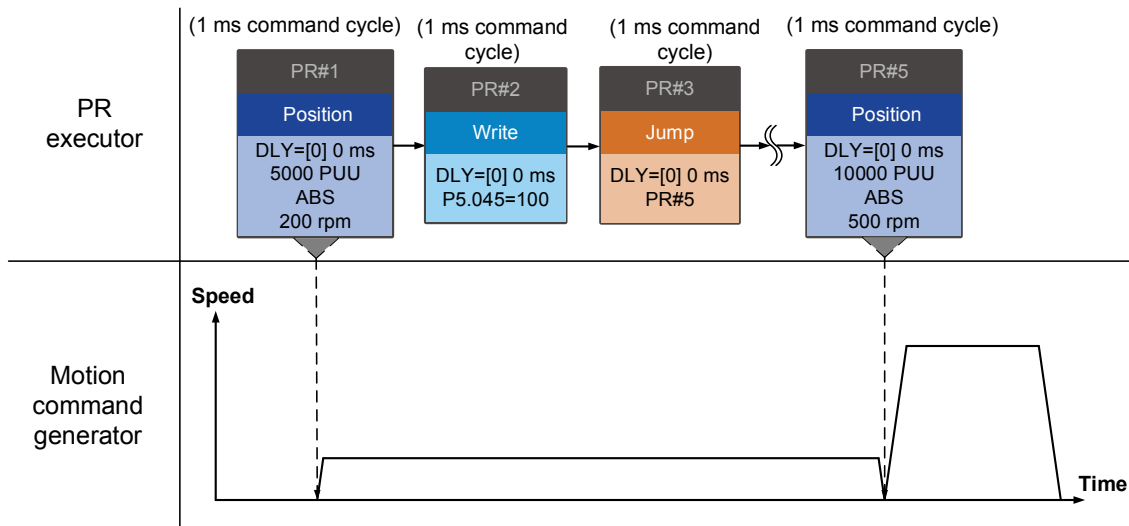 (1 ms command cycle)
(1 ms command
cycle)
(1 ms command
cycle)
(1 ms command cycle)
PR
executor
PR#1
Position
DLY=[0] 0 ms
5000 PUU
ABS
200 rpm
PR#2
Write
DLY=[0] 0 ms
P5.045=100
PR#3
Jump
DLY=[0] 0 ms
PR#5
PR#5
Position
DLY=[0] 0 ms
10000 PUU
ABS
500 rpm
Motion
command
generator
Speed
Time